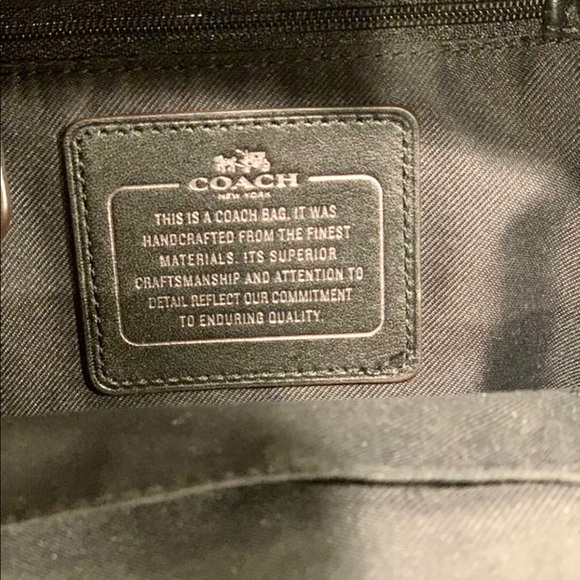 COACH
NEW YORK
THIS IS A COACH BAG. IT WAS
HANDCRAFTED FROM THE FINEST
MATERIALS. ITS SUPERIOR
CRAFTSMANSHIP AND ATTENTION TO
DETAIL REFLECT OUR COMMITMENT
TO ENDURING QUALITY.